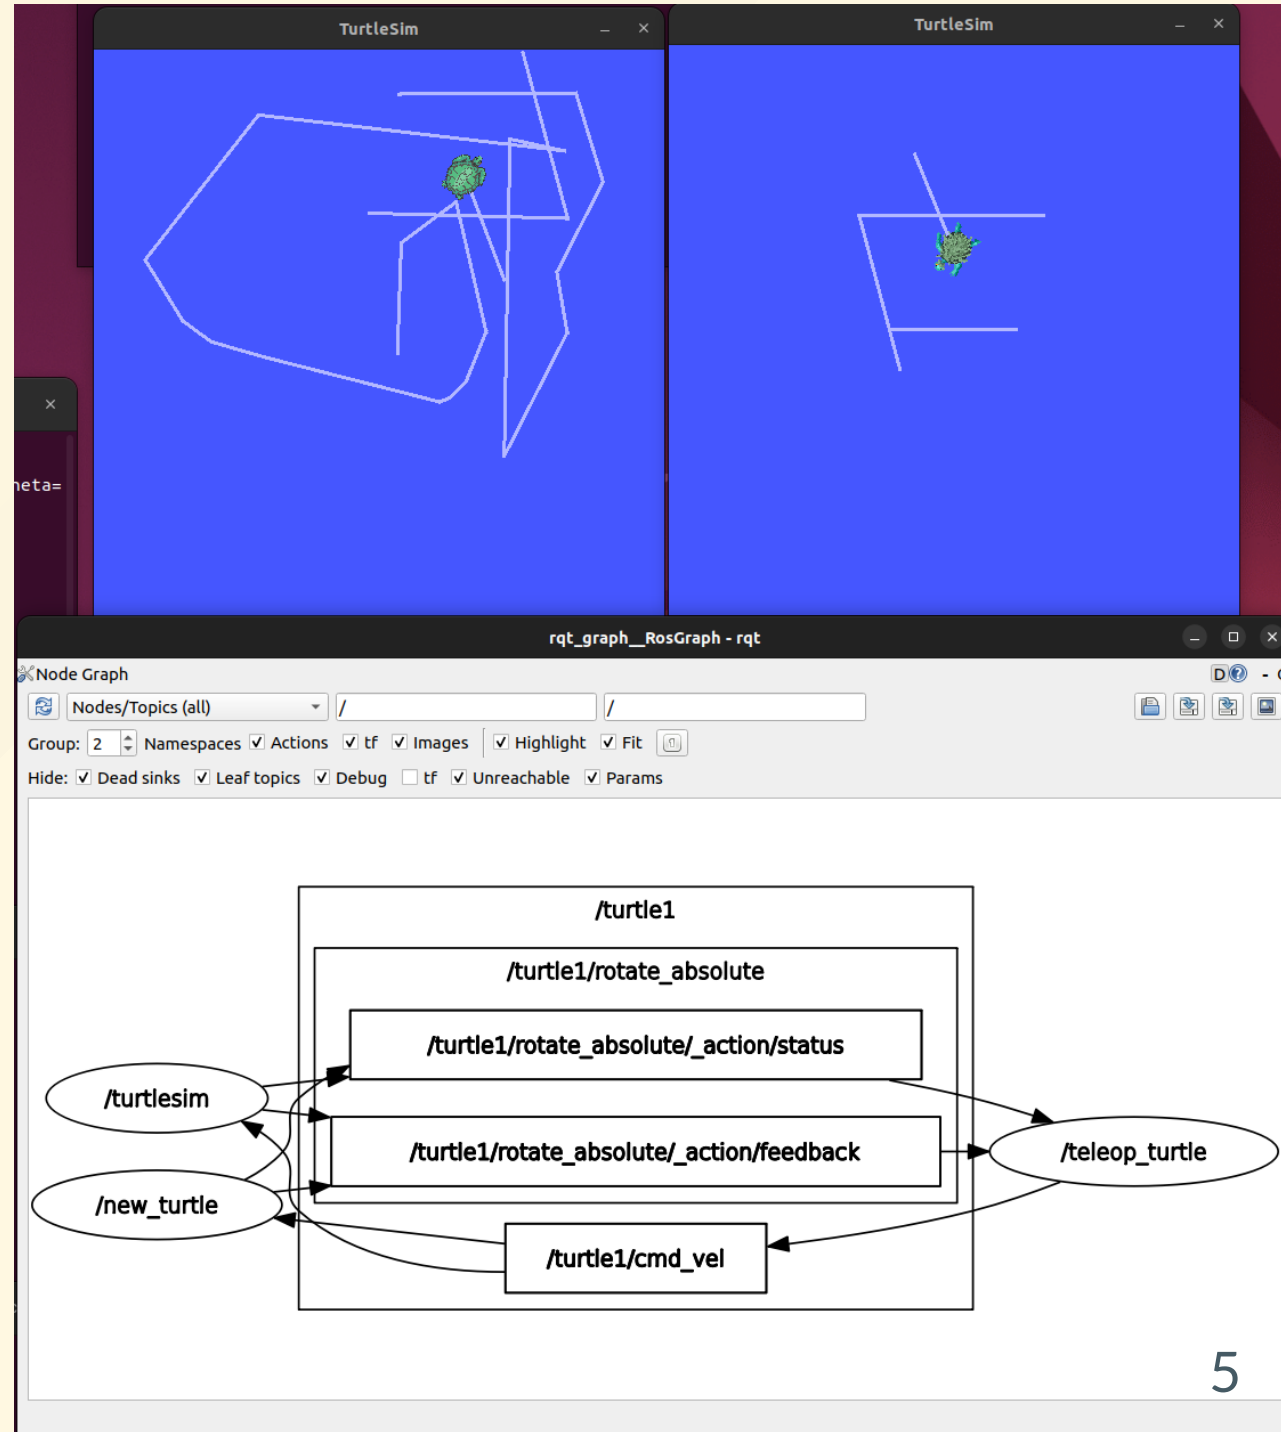 TurtleSim
TurtleSim
heta=
rqt_graph__RosGraph - rqt
Node Graph
D
Nodes/Topics (all)
/
/
Group: 2 Namespaces Actions tf Images Highlight Fit
Hide: Dead sinks Leaf topics Debug tf Unreachable Params
/turtle1
/turtle1/rotate_absolute
/turtle1/rotate_absolute/_action/status
/turtlesim
/turtle1/rotate_absolute/_action/feedback
/teleop_turtle
/new_turtle
/turtle1/cmd_vel
5